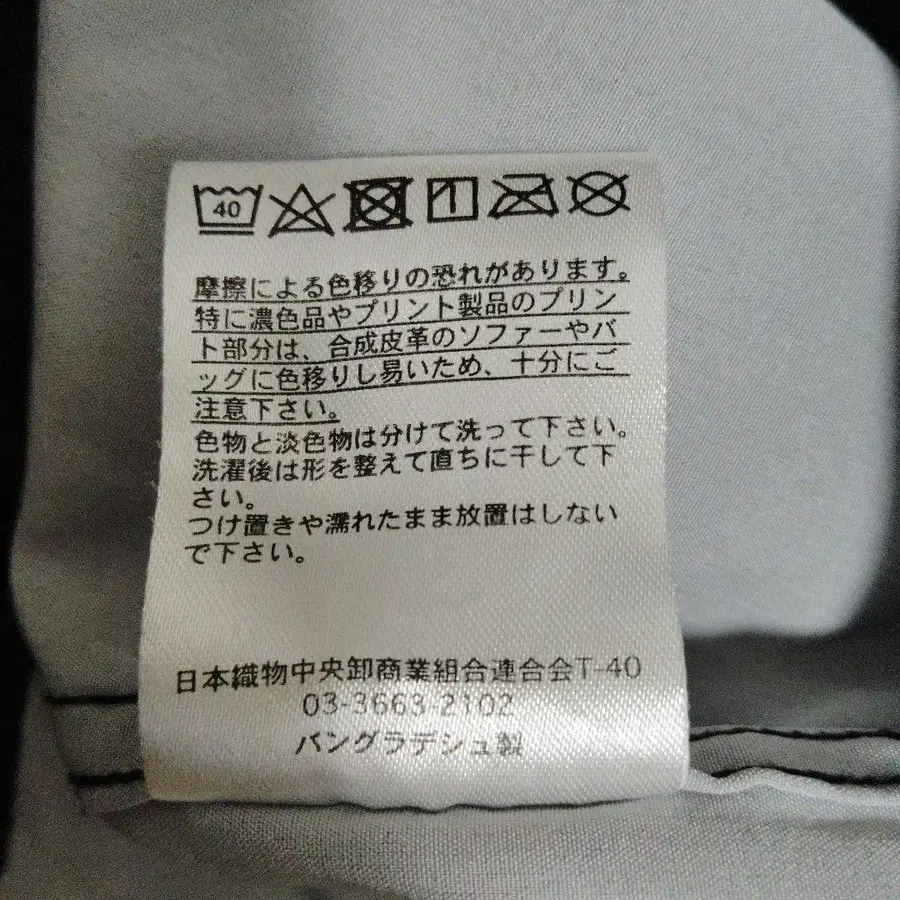 40
摩擦による色移りの恐れがあります。
特に濃色品やプリント製品のプリン
ト部分は、合成皮革のソファーやバ
ッグに色移りし易いため、十分にご
注意下さい。
色物と淡色物は分けて洗って下さい。
洗濯後は形を整えて直ちに干して下
さい。
つけ置きや濡れたまま放置はしない
で下さい。
日本織物中央卸商業組合連合会T-40
03-3663-2102
バングラデシュ製